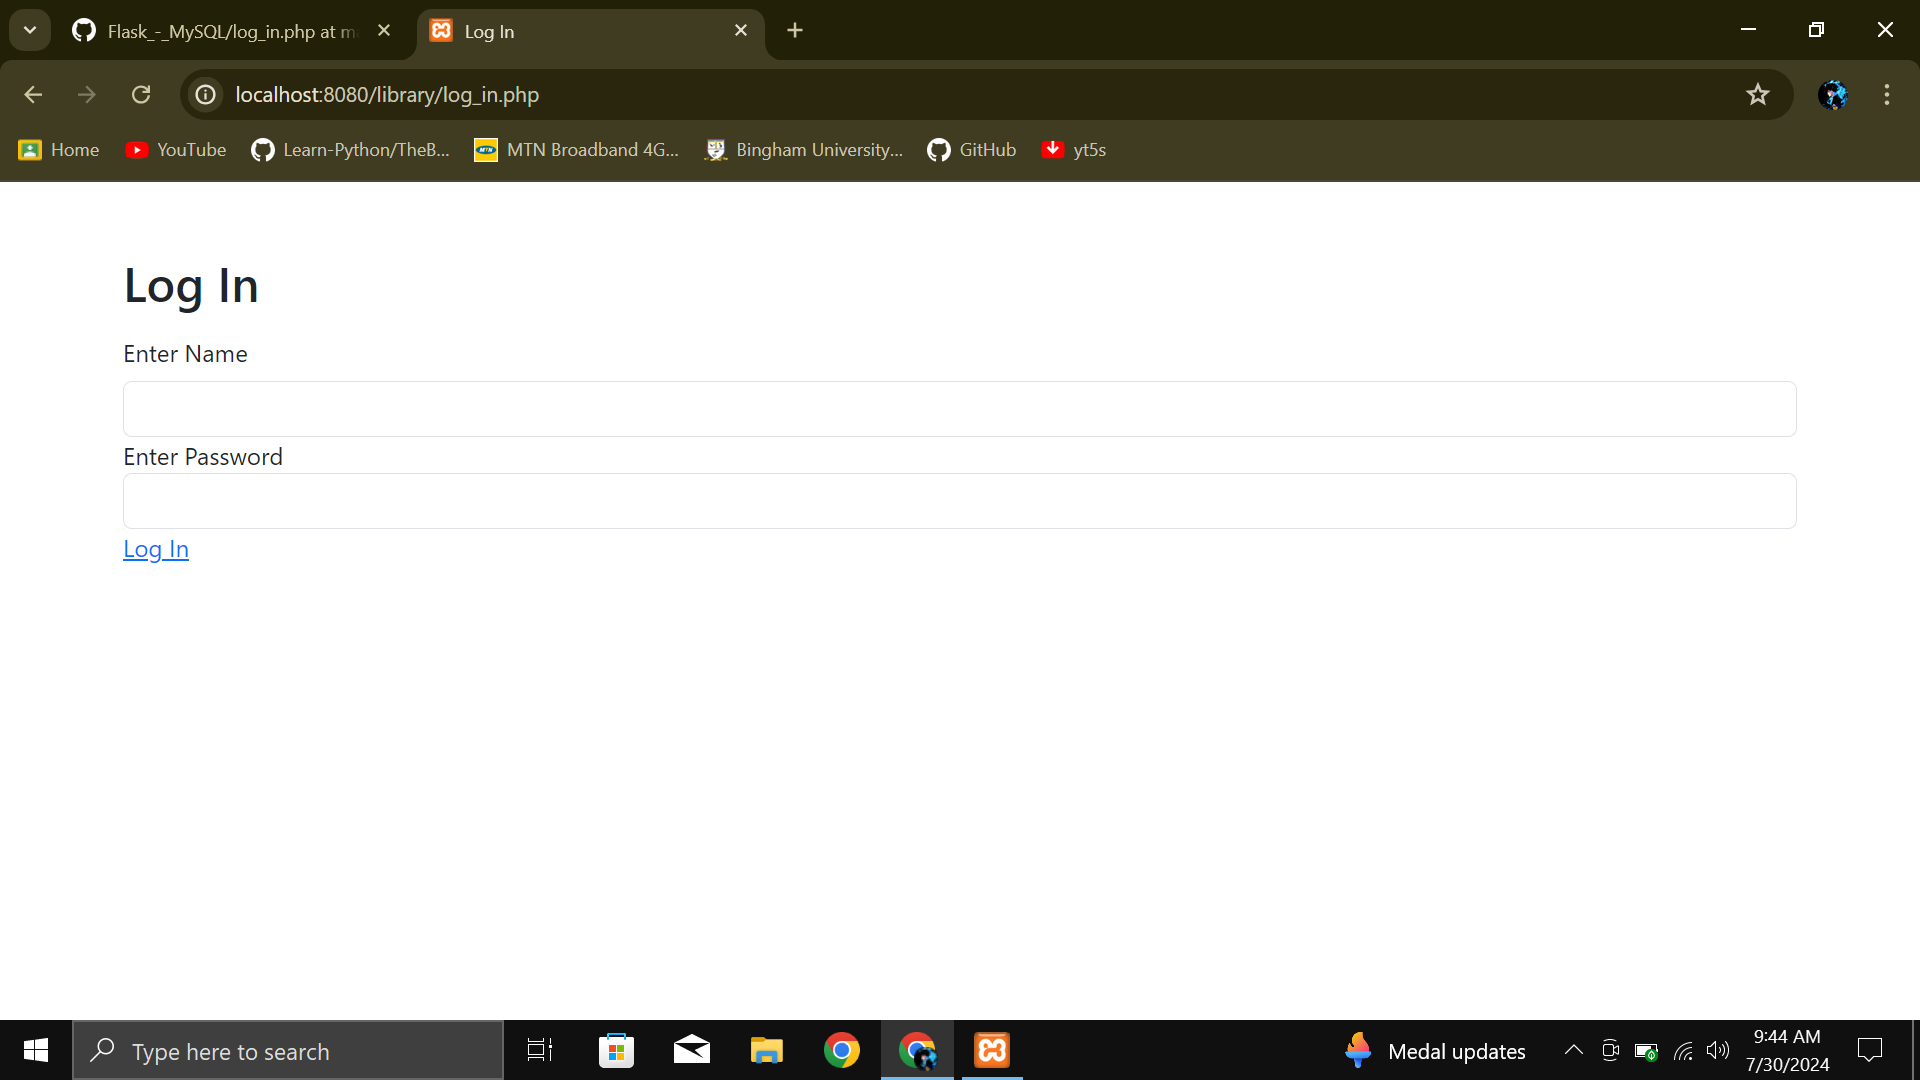 Flask_-_MySQL/log_in.php at m
Log In
localhost:8080/library/log_in.php
Home
YouTube
Learn-Python/TheB...
MTN
MTN Broadband 4G...
Bingham University...
GitHub
yt5s
Log In
Enter Name
Enter Password
Log In
Type here to search
Medal updates
9:44 AM
7/30/2024